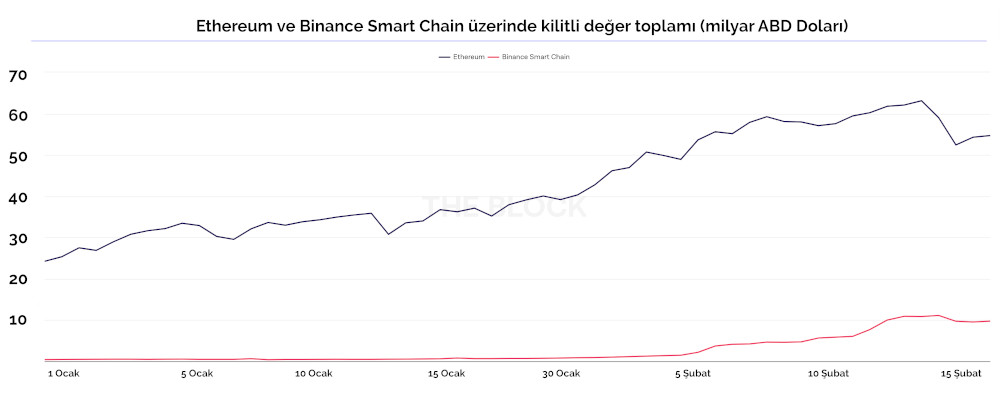 Ethereum ve Binance Smart Chain üzerinde kilitli değer toplamı (milyar ABD Doları)
Ethereum Binance Smart Chain
70
60
50
40
THE BLOCK
30
20
10
1 Ocak 5 Ocak 10 Ocak 15 Ocak 30 Ocak 5 Şubat 10 Şubat 15 Şubat